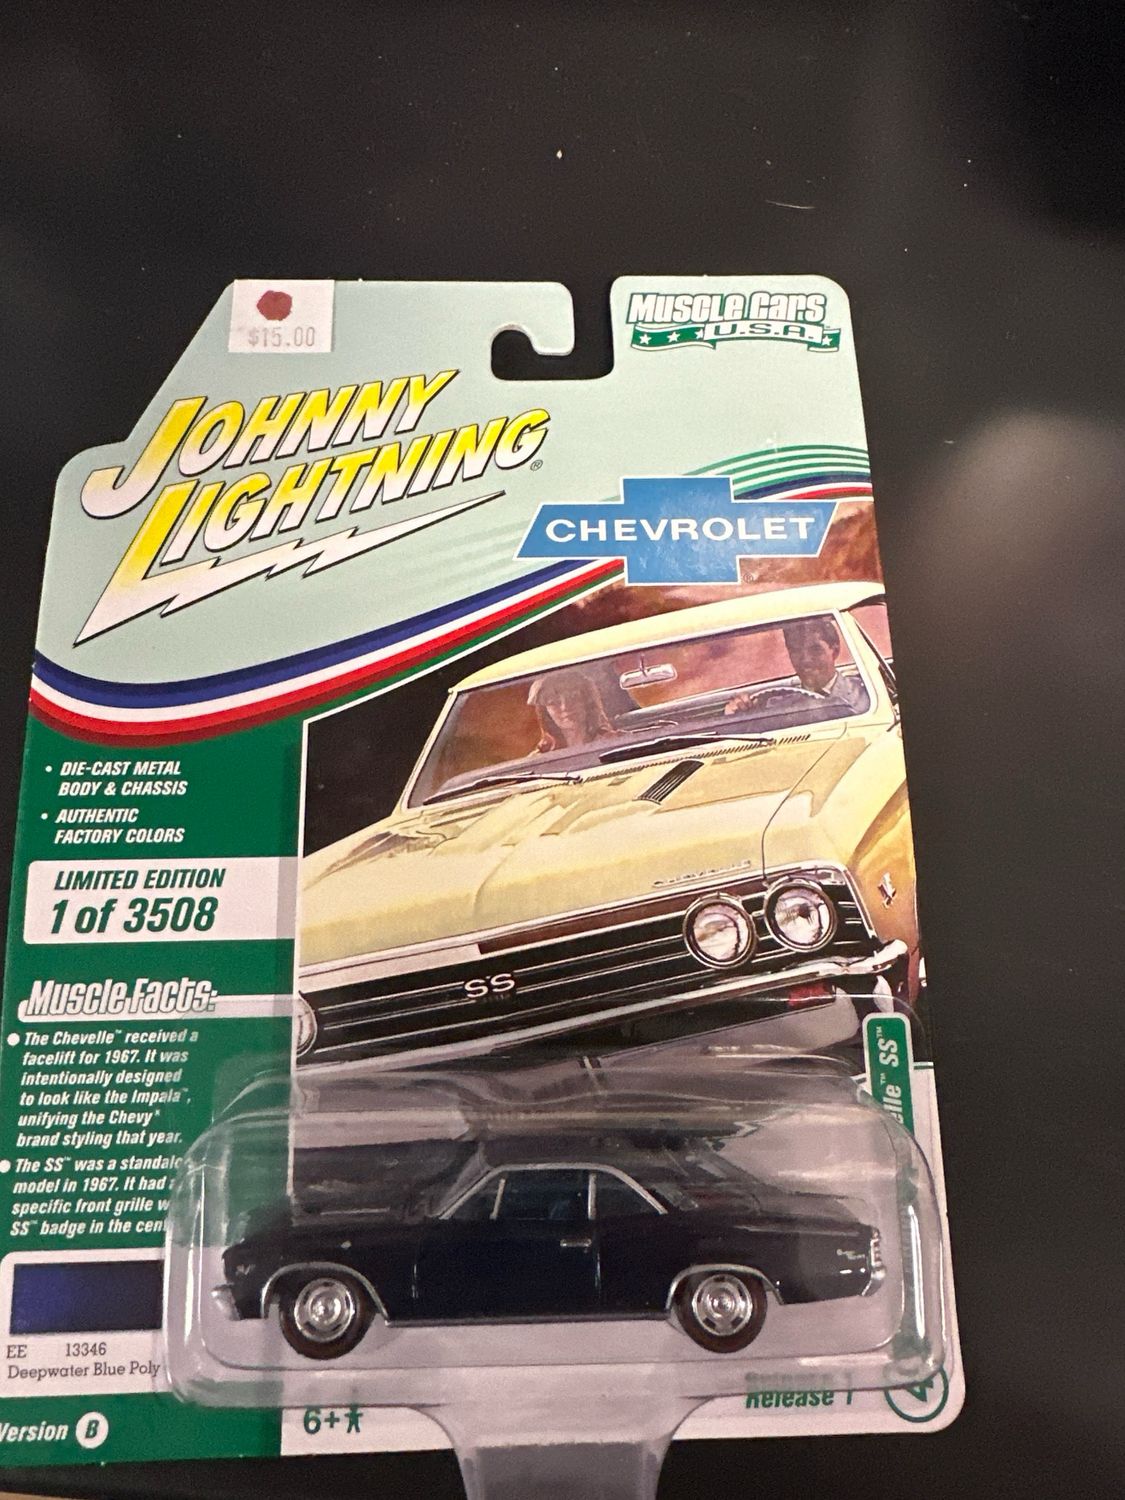 $15.00
Muscle Cars
U.S.A.
JOHNNY
LIGHTNING®
CHEVROLET
• DIE-CAST METAL
BODY & CHASSIS
• AUTHENTIC
FACTORY COLORS
LIMITED EDITION
1 of 3508
CHEVELLE
SS
Muscle Facts:
● The Chevelle™ received a
facelift for 1967. It was
intentionally designed
to look like the Impala™,
unifying the Chevy®
brand styling that year.
● The SS™ was a
model in 1967. It had
specific front grille
SS™ badge in the
SS™
EE 13346
Deepwater Blue Poly
Version B
6+
Release 1
4